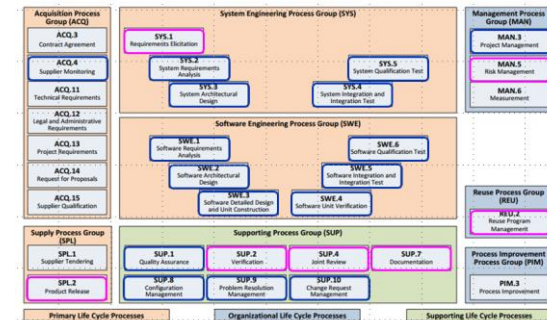 Acquisition Process
Group (ACQ)
ACQ.3
Contract Agreement
ACQ.4
Supplier Monitoring
ACQ.11
Technical Requirements
ACQ.12
Legal and Administrative
Requirements
ACQ.13
Project Requirements
ACQ.14
Request for Proposals
ACQ.15
Supplier Qualification
System Engineering Process Group (SYS)
SYS.1
Requirements Elicitation
SYS.2
System Requirements
Analysis
SYS.3
System Architectural
Design
SYS.5
System Qualification Test
SYS.4
System Integration and
Integration Test
Software Engineering Process Group (SWE)
SWE.1
Software Requirements
Analysis
SWE.2
Software Architectural
Design
SWE.3
Software Detailed Design
and Unit Construction
SWE.6
Software Qualification Test
SWE.5
Software Integration and
Integration Test
SWE.4
Software Unit Verification
Management Process
Group (MAN)
MAN.3
Project Management
MAN.5
Risk Management
MAN.6
Measurement
Reuse Process Group
(REU)
REU.2
Reuse Program
Management
Supply Process Group
(SPL)
SPL.1
Supplier Tendering
SPL.2
Product Release
Supporting Process Group (SUP)
SUP.1
Quality Assurance
SUP.2
Verification
SUP.4
Joint Review
SUP.7
Documentation
SUP.8
Configuration
Management
SUP.9
Problem Resolution
Management
SUP.10
Change Request
Management
Process Improvement
Process Group (PIM)
PIM.3
Process Improvement
Primary Life Cycle Processes
Organizational Life Cycle Processes
Supporting Life Cycle Processes